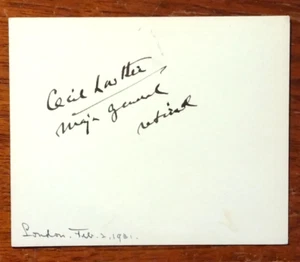 Cecil Lowther
Major General
retired
London. Feb. 3, 1931.